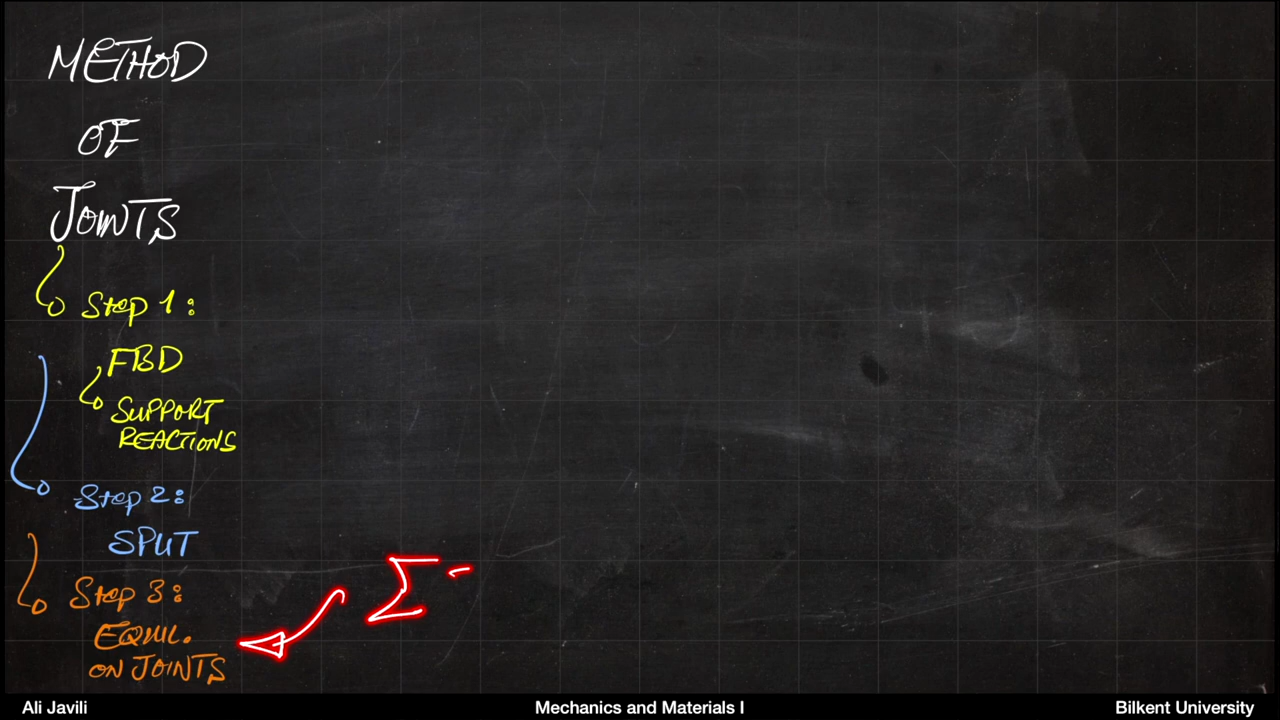 METHOD
OF
JOINTS
Step 1:
FBD
SUPPORT
REACTIONS
Step 2:
SPLIT
Step 3:
EQUIL.
ON JOINTS
Σ
Ali Javili
Mechanics and Materials I
Bilkent University